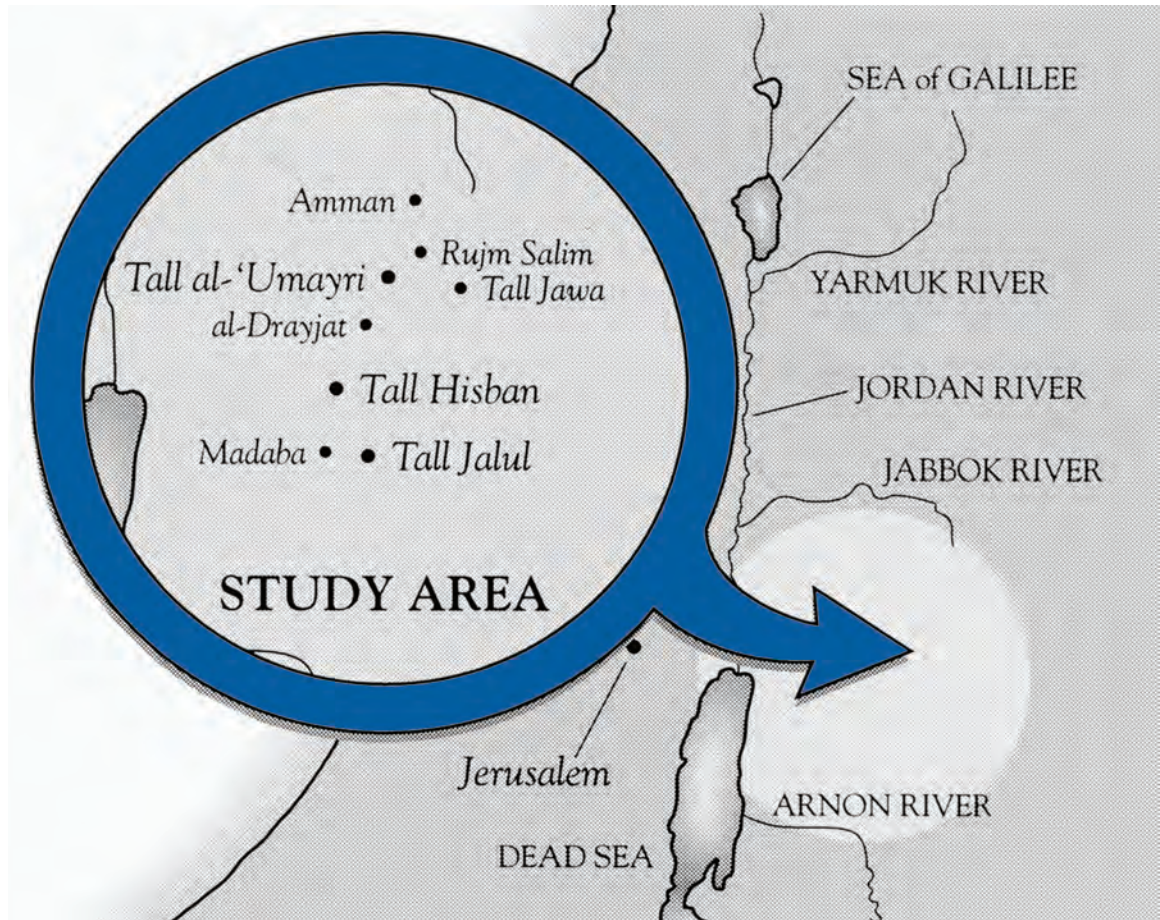 SEA of GALILEE
Amman
Rujm Salim
Tall al-‘Umayri
Tall Jawa
YARMUK RIVER
al-Drayjat
Tall Hisban
JORDAN RIVER
Madaba
Tall Jalul
JABBOK RIVER
STUDY AREA
Jerusalem
ARNON RIVER
DEAD SEA